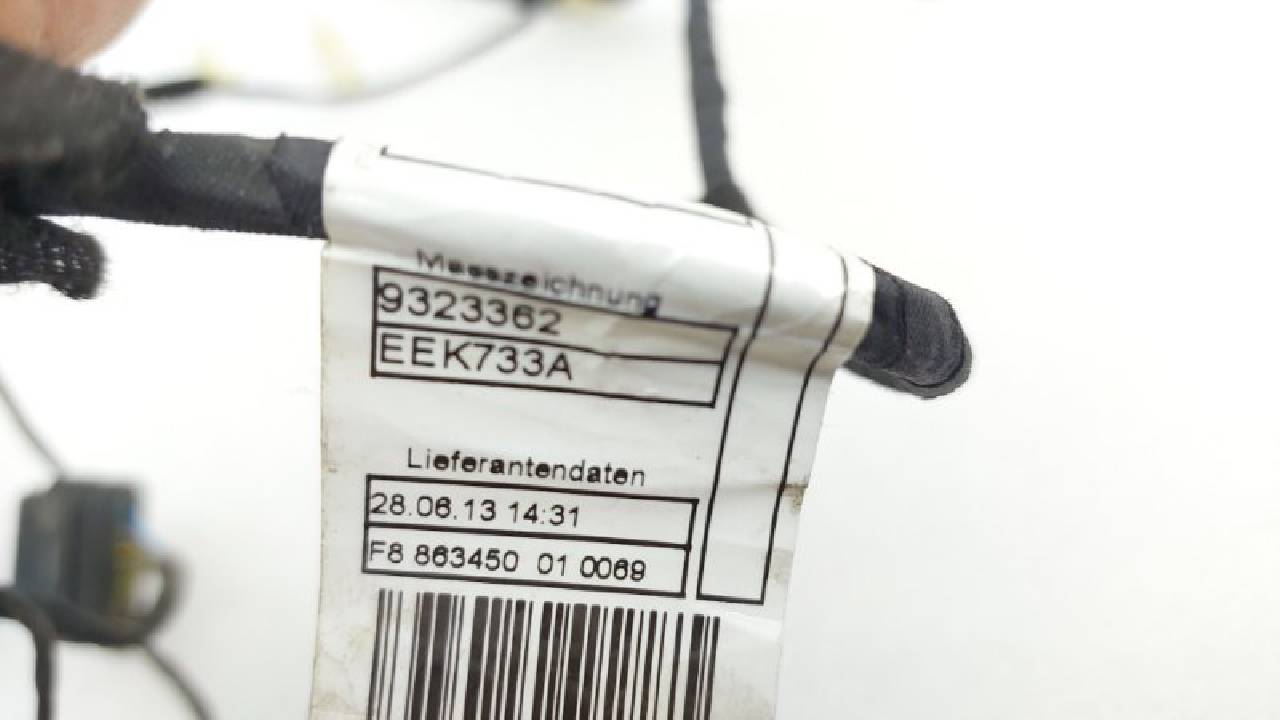 Masszeichnung
9323362
EEK733A
Lieferantendaten
28.06.13 14:31
F8 863450 01 0069